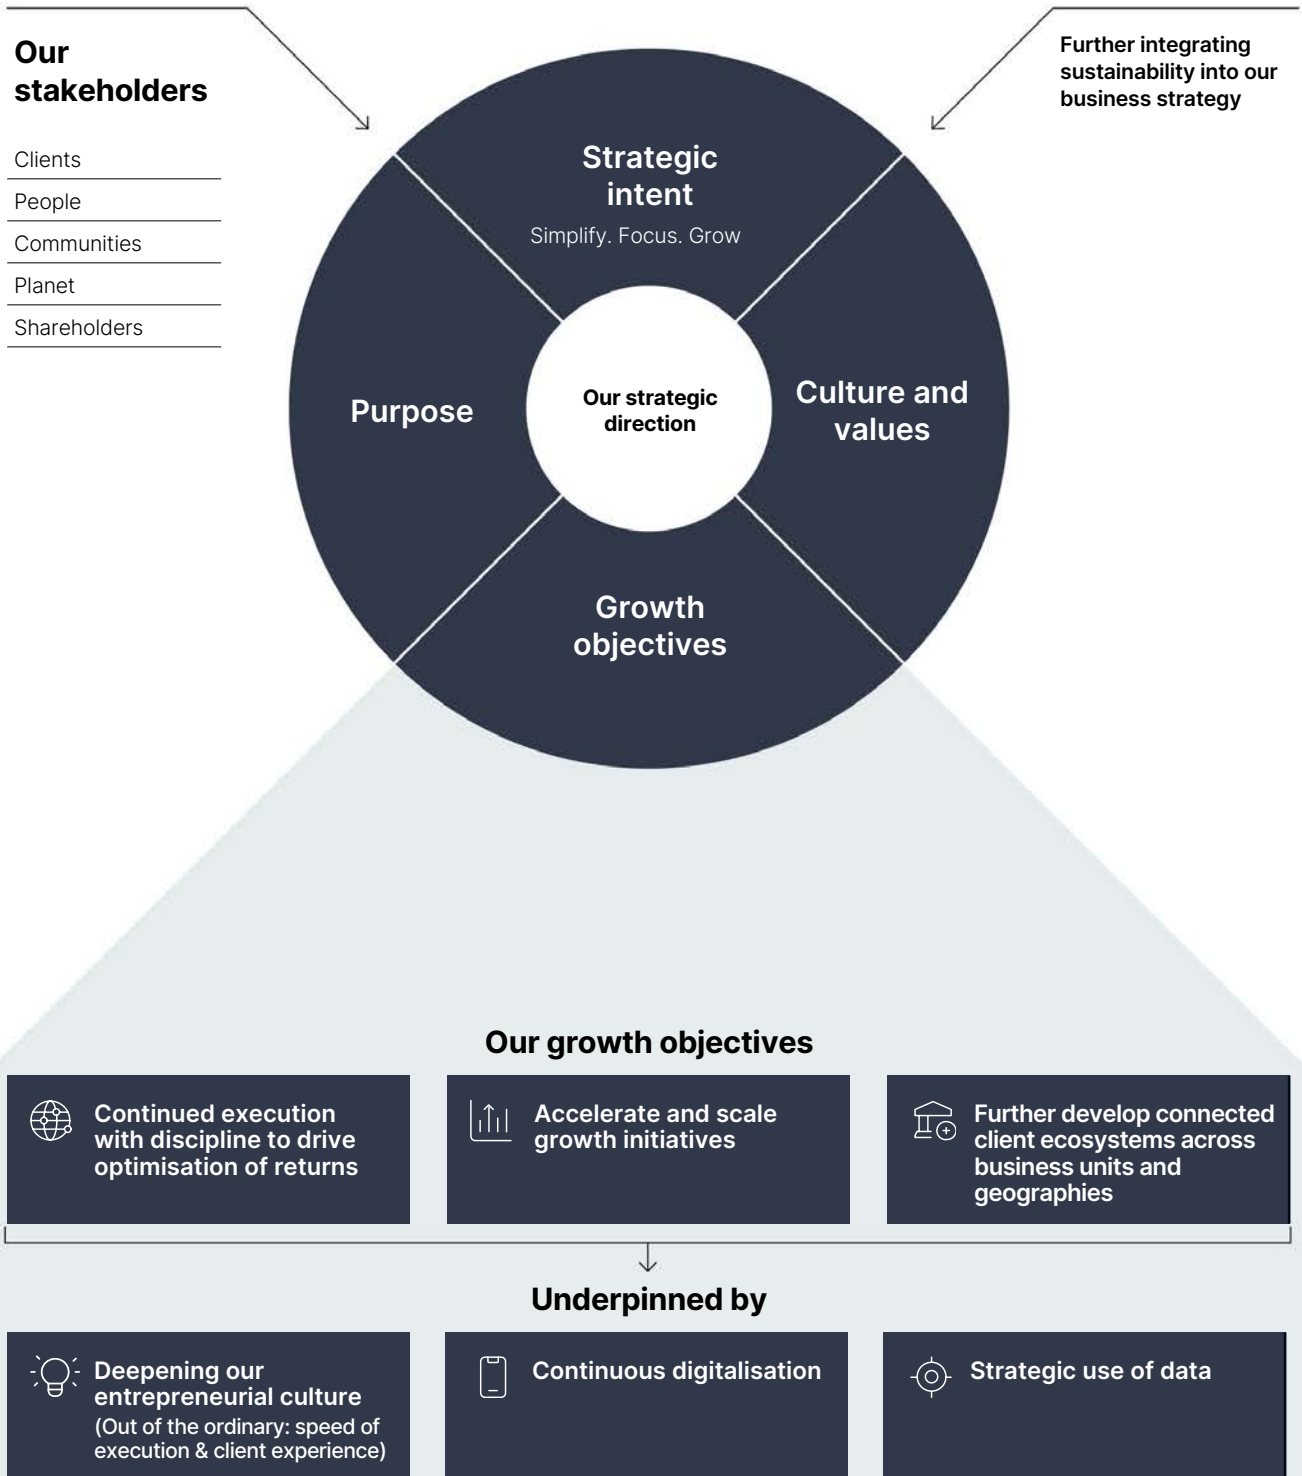 Our
stakeholders
Clients
People
Communities
Planet
Shareholders
Further integrating
sustainability into our
business strategy
Strategic
intent
Simplify. Focus. Grow
Purpose
Our strategic
direction
Culture and
values
Growth
objectives
Our growth objectives
Continued execution
with discipline to drive
optimisation of returns
Accelerate and scale
growth initiatives
Further develop connected
client ecosystems across
business units and
geographies
Underpinned by
Deepening our
entrepreneurial culture
(Out of the ordinary: speed of
execution & client experience)
Continuous digitalisation
Strategic use of data